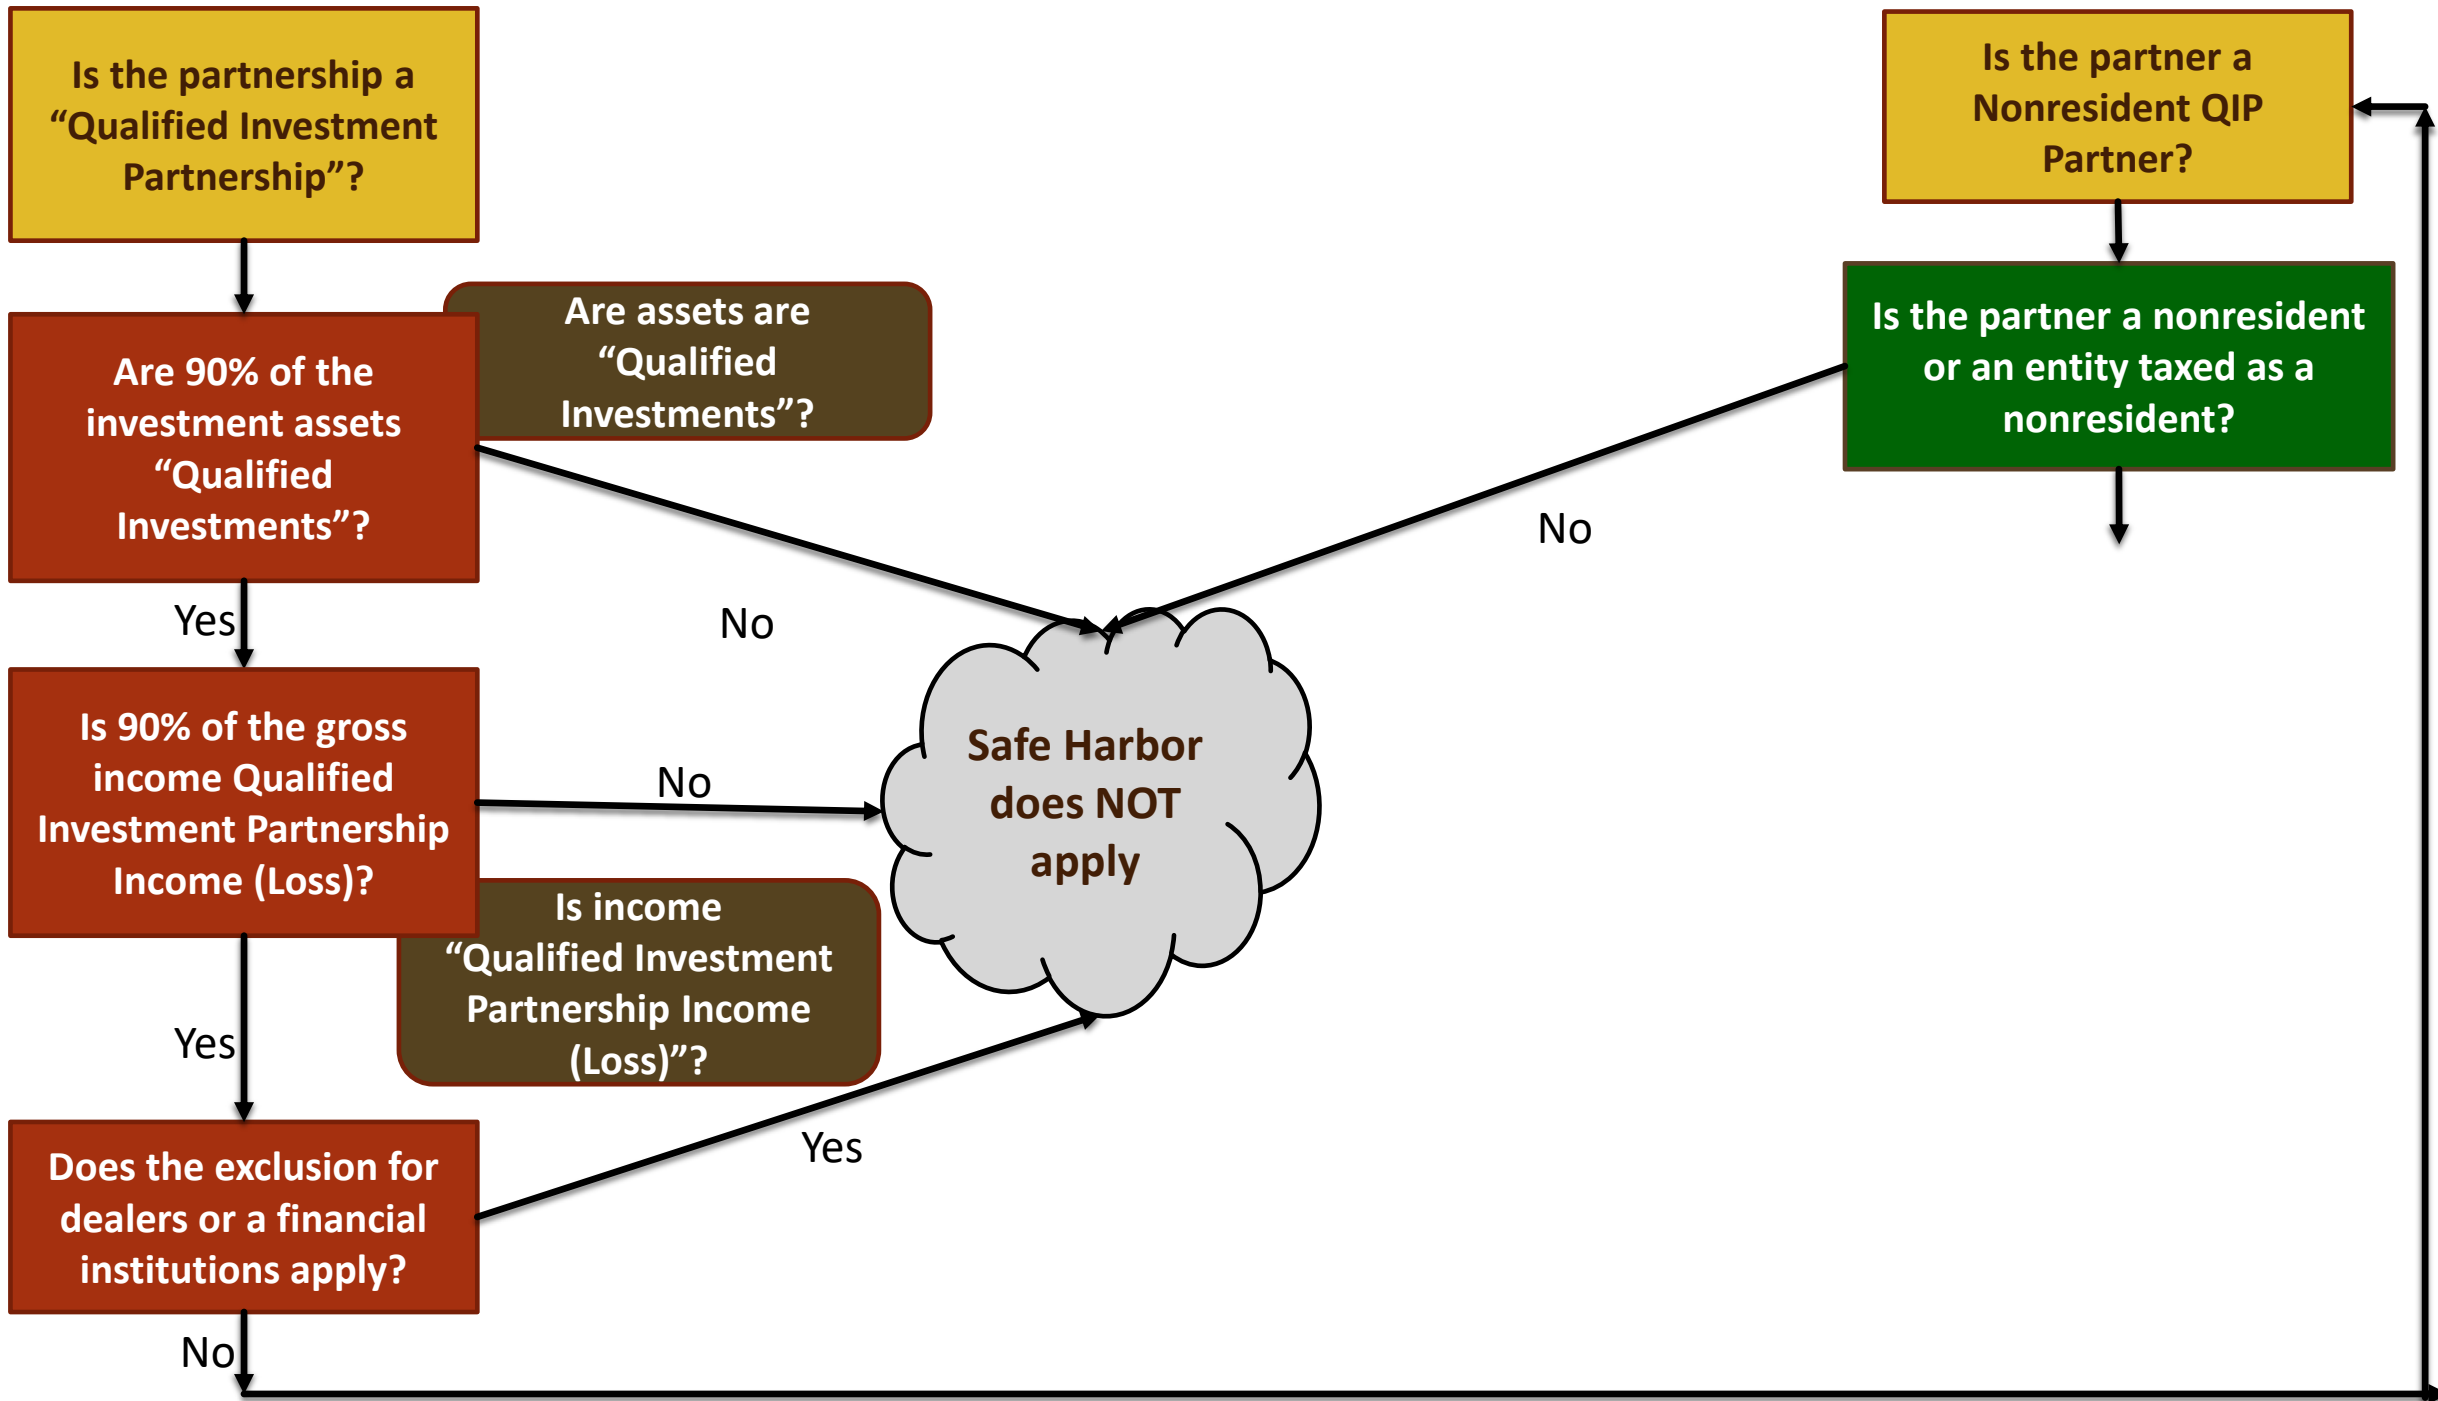 Is the partnership a
“Qualified Investment
Partnership”?
Are 90% of the
investment assets
“Qualified
Investments”?
Are assets are
“Qualified
Investments”?
No
Yes
Is 90% of the gross
income Qualified
Investment Partnership
Income (Loss)?
No
Is income
“Qualified Investment
Partnership Income
(Loss)”?
Yes
Does the exclusion for
dealers or a financial
institutions apply?
Yes
No
Safe Harbor
does NOT
apply
Is the partner a
Nonresident QIP
Partner?
Is the partner a nonresident
or an entity taxed as a
nonresident?
No